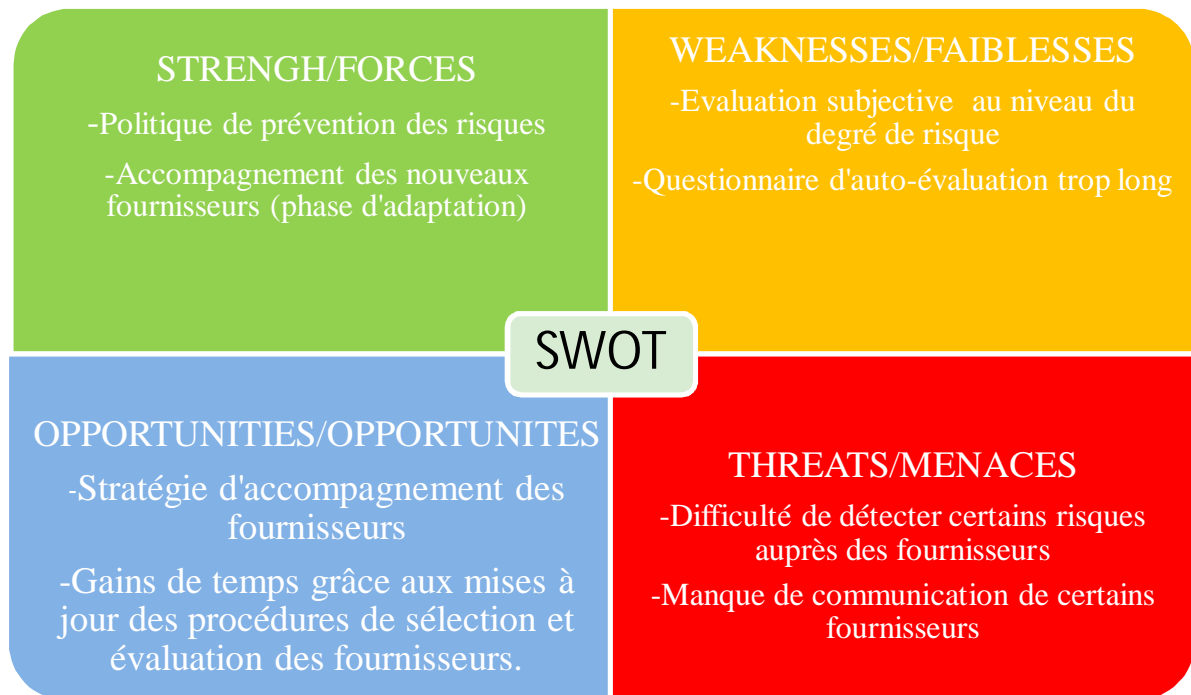 STRENGH/FORCES
-Politique de prévention des risques
-Accompagnement des nouveaux
fournisseurs (phase d'adaptation)
WEAKNESSES/FAIBLESSES
-Evaluation subjective au niveau du
degré de risque
-Questionnaire d'auto-évaluation trop long
SWOT
OPPORTUNITIES/OPPORTUNITES
-Stratégie d'accompagnement des
fournisseurs
-Gains de temps grâce aux mises à
jour des procédures de sélection et
évaluation des fournisseurs.
THREATS/MENACES
-Difficulté de détecter certains risques
auprès des fournisseurs
-Manque de communication de certains
fournisseurs